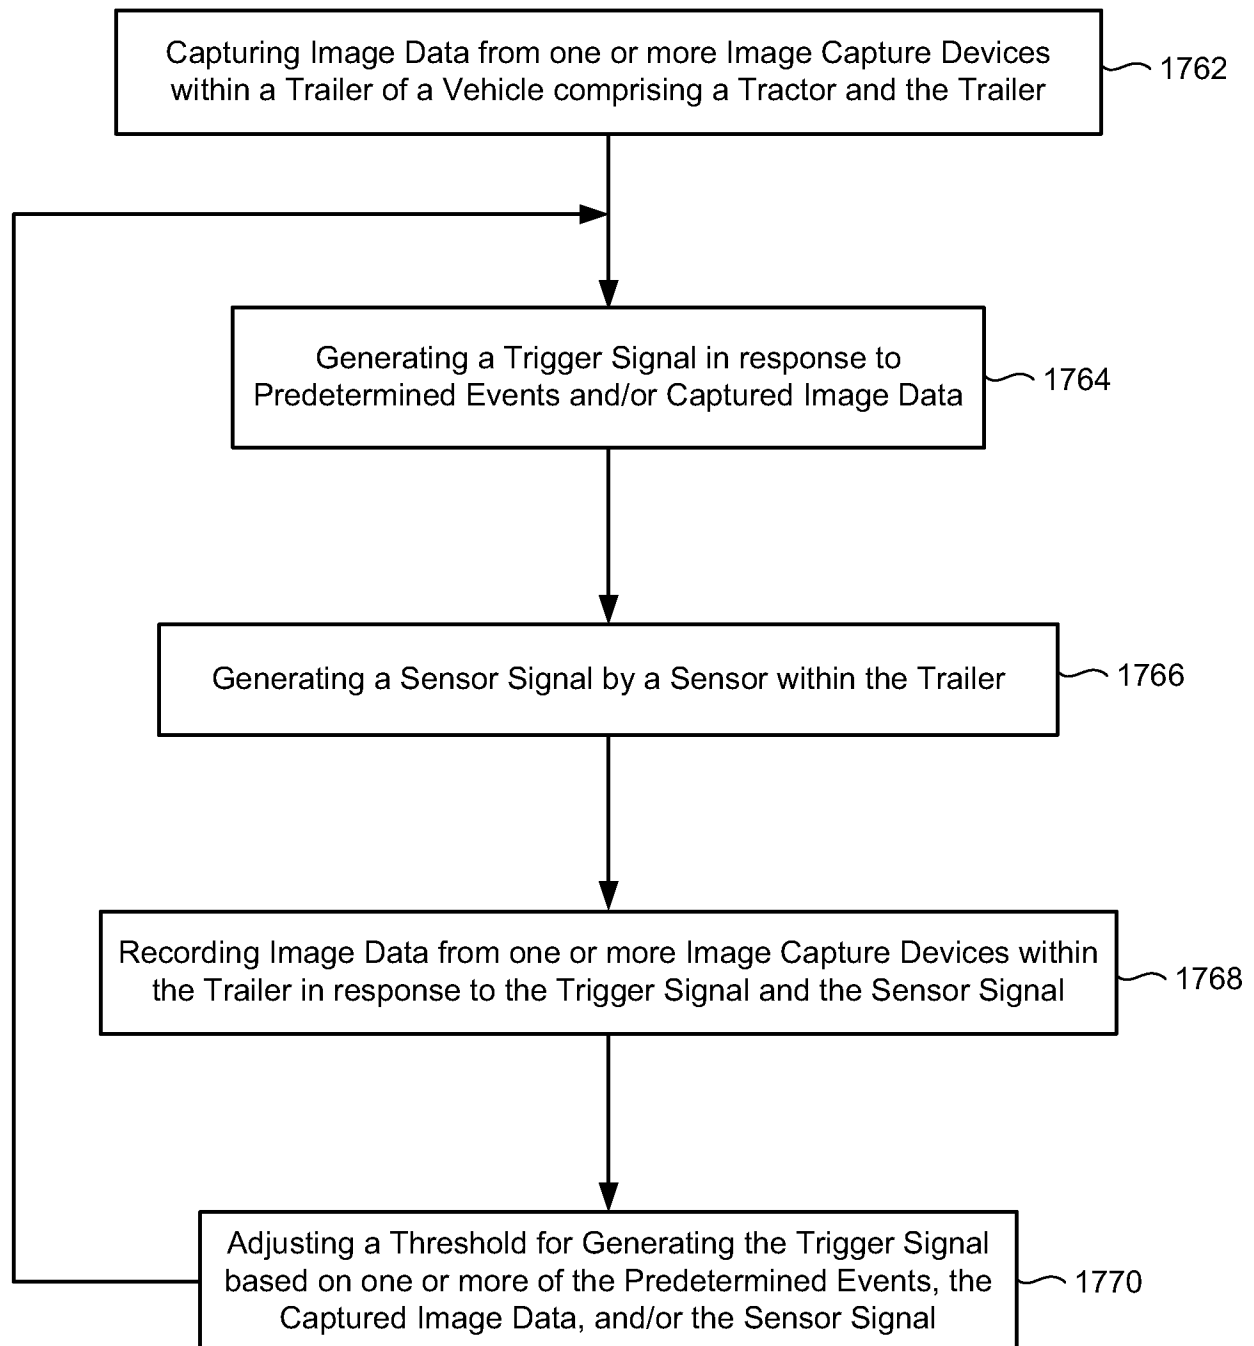 Capturing Image Data from one or more Image Capture Devices
within a Trailer of a Vehicle comprising a Tractor and the Trailer
1762
Generating a Trigger Signal in response to
Predetermined Events and/or Captured Image Data
1764
Generating a Sensor Signal by a Sensor within the Trailer
1766
Recording Image Data from one or more Image Capture Devices within
the Trailer in response to the Trigger Signal and the Sensor Signal
1768
Adjusting a Threshold for Generating the Trigger Signal
based on one or more of the Predetermined Events, the
Captured Image Data, and/or the Sensor Signal
1770